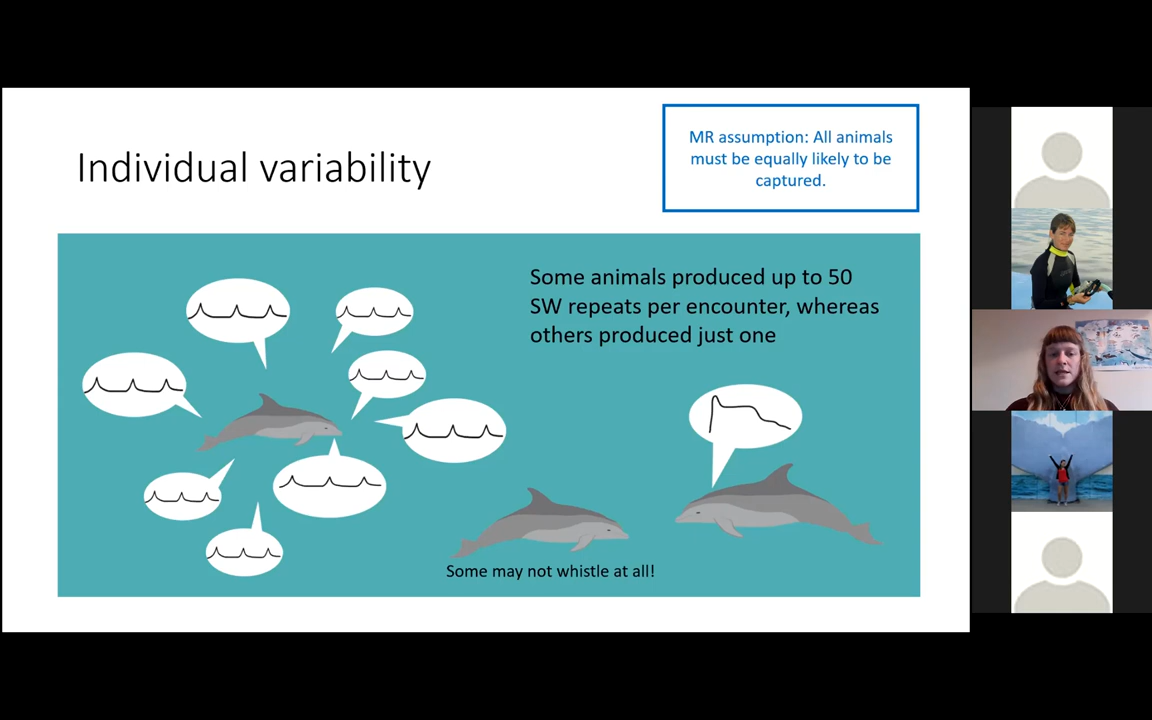 Individual variability
MR assumption: All animals
must be equally likely to be
captured.
Some animals produced up to 50
SW repeats per encounter, whereas
others produced just one
Some may not whistle at all!